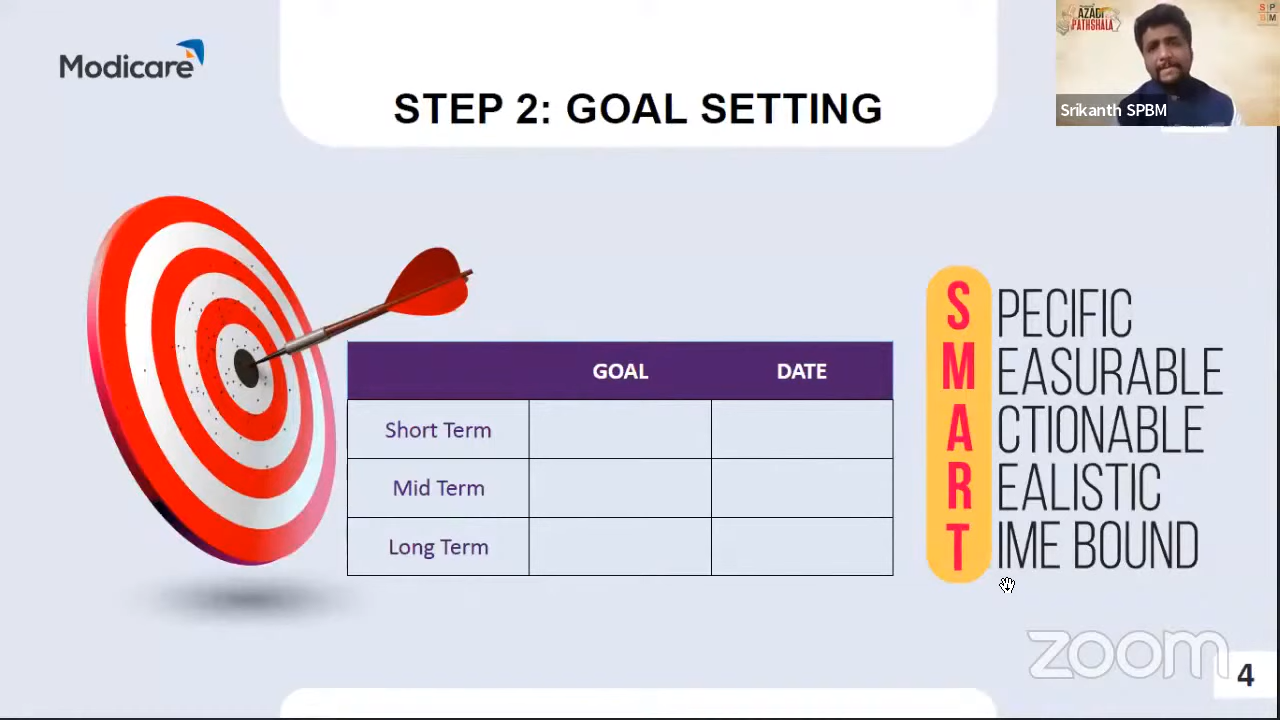 Modicare
STEP 2: GOAL SETTING
AZADI
PATHSHALA
S P
B M
Srikanth SPBM
GOAL DATE
Short Term
Mid Term
Long Term
SPECIFIC
MEASURABLE
ACTIONABLE
REALISTIC
TIME BOUND
zoom
4